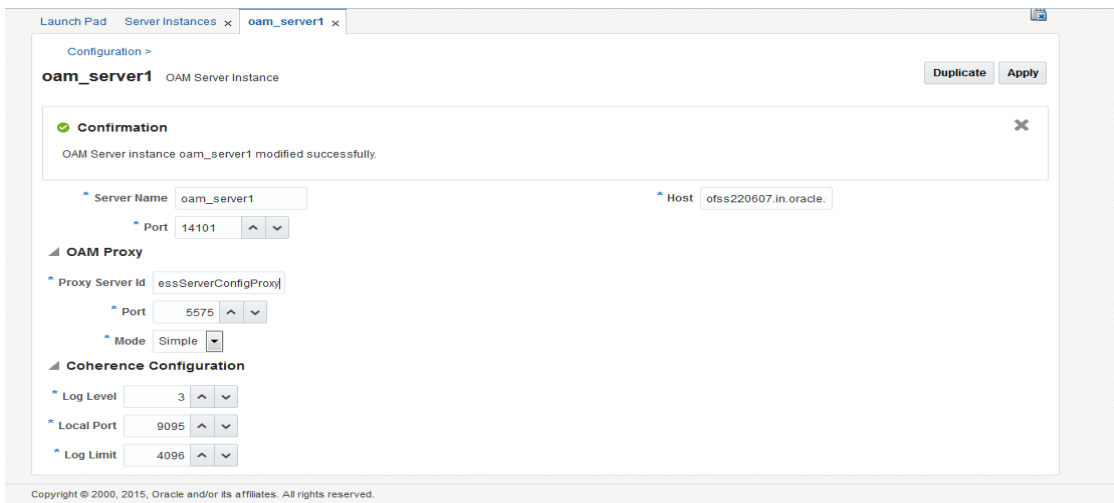 Launch Pad Server Instances x oam_server1 x
Configuration >
oam_server1 OAM Server Instance Duplicate Apply
Confirmation
OAM Server instance oam_server1 modified successfully.
* Server Name oam_server1 * Host ofss220607.in.oracle.
* Port 14101
OAM Proxy
* Proxy Server Id essServerConfigProxy
* Port 5575
* Mode Simple
Coherence Configuration
* Log Level 3
* Local Port 9095
* Log Limit 4096
Copyright © 2000, 2015, Oracle and/or its affiliates. All rights reserved.